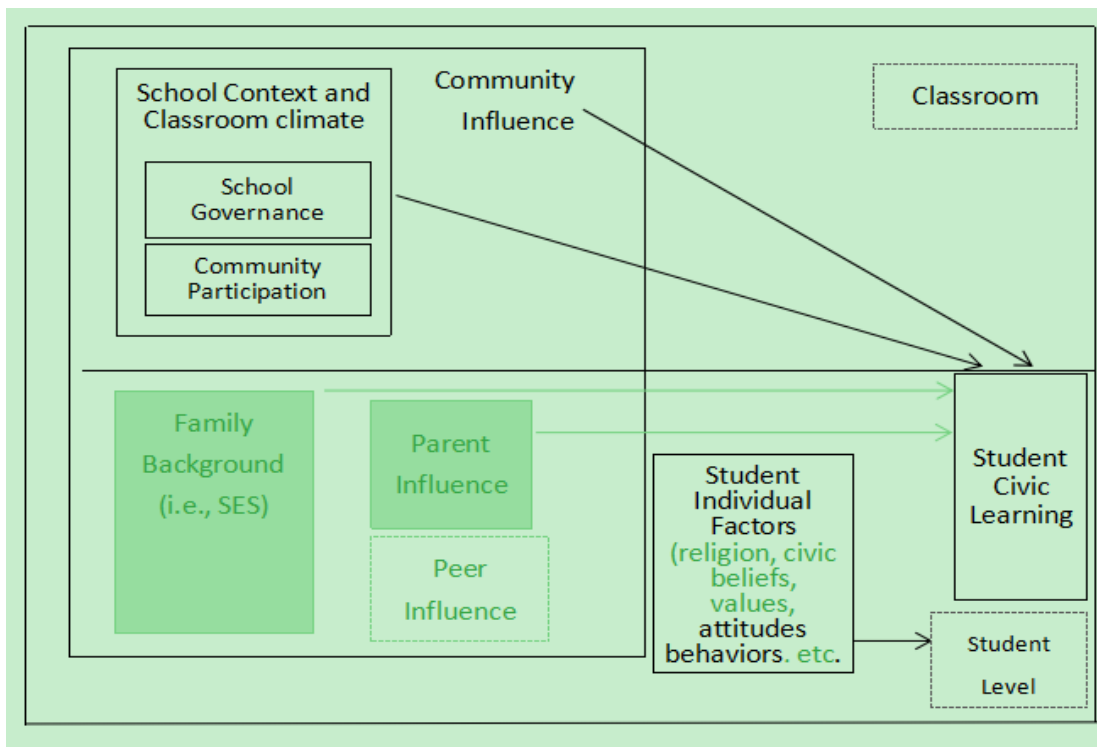 School Context and
Classroom climate
School
Governance
Community
Participation
Community
Influence
Classroom
Family
Background
(i.e., SES)
Parent
Influence
Peer
Influence
Student
Individual
Factors
(religion, civic
beliefs,
values,
attitudes
behaviors. etc.
Student
Civic
Learning
Student
Level